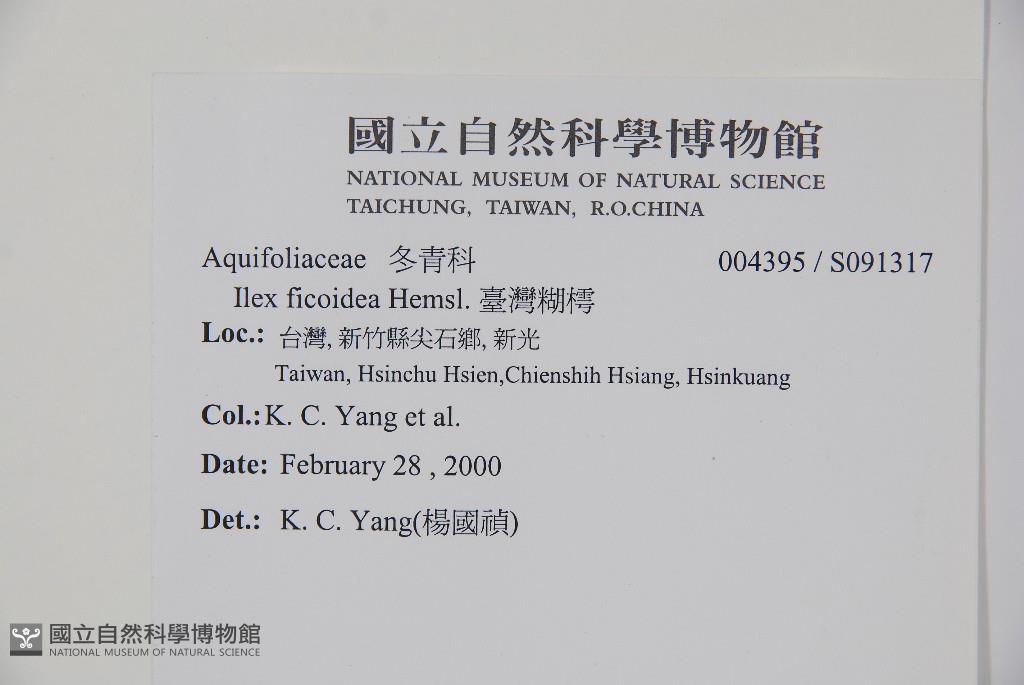 國立自然科學博物館
NATIONAL MUSEUM OF NATURAL SCIENCE
TAICHUNG, TAIWAN, R.O.CHINA
Aquifoliaceae 冬青科 004395 / S091317
Ilex ficoidea Hemsl. 臺灣糊樗
Loc.: 台灣, 新竹縣尖石鄉, 新光
Taiwan, Hsinchu Hsien,Chienshih Hsiang, Hsinkuang
Col.:K. C. Yang et al.
Date: February 28 , 2000
Det.: K. C. Yang(楊國禎)
國立自然科學博物館
NATIONAL MUSEUM OF NATURAL SCIENCE